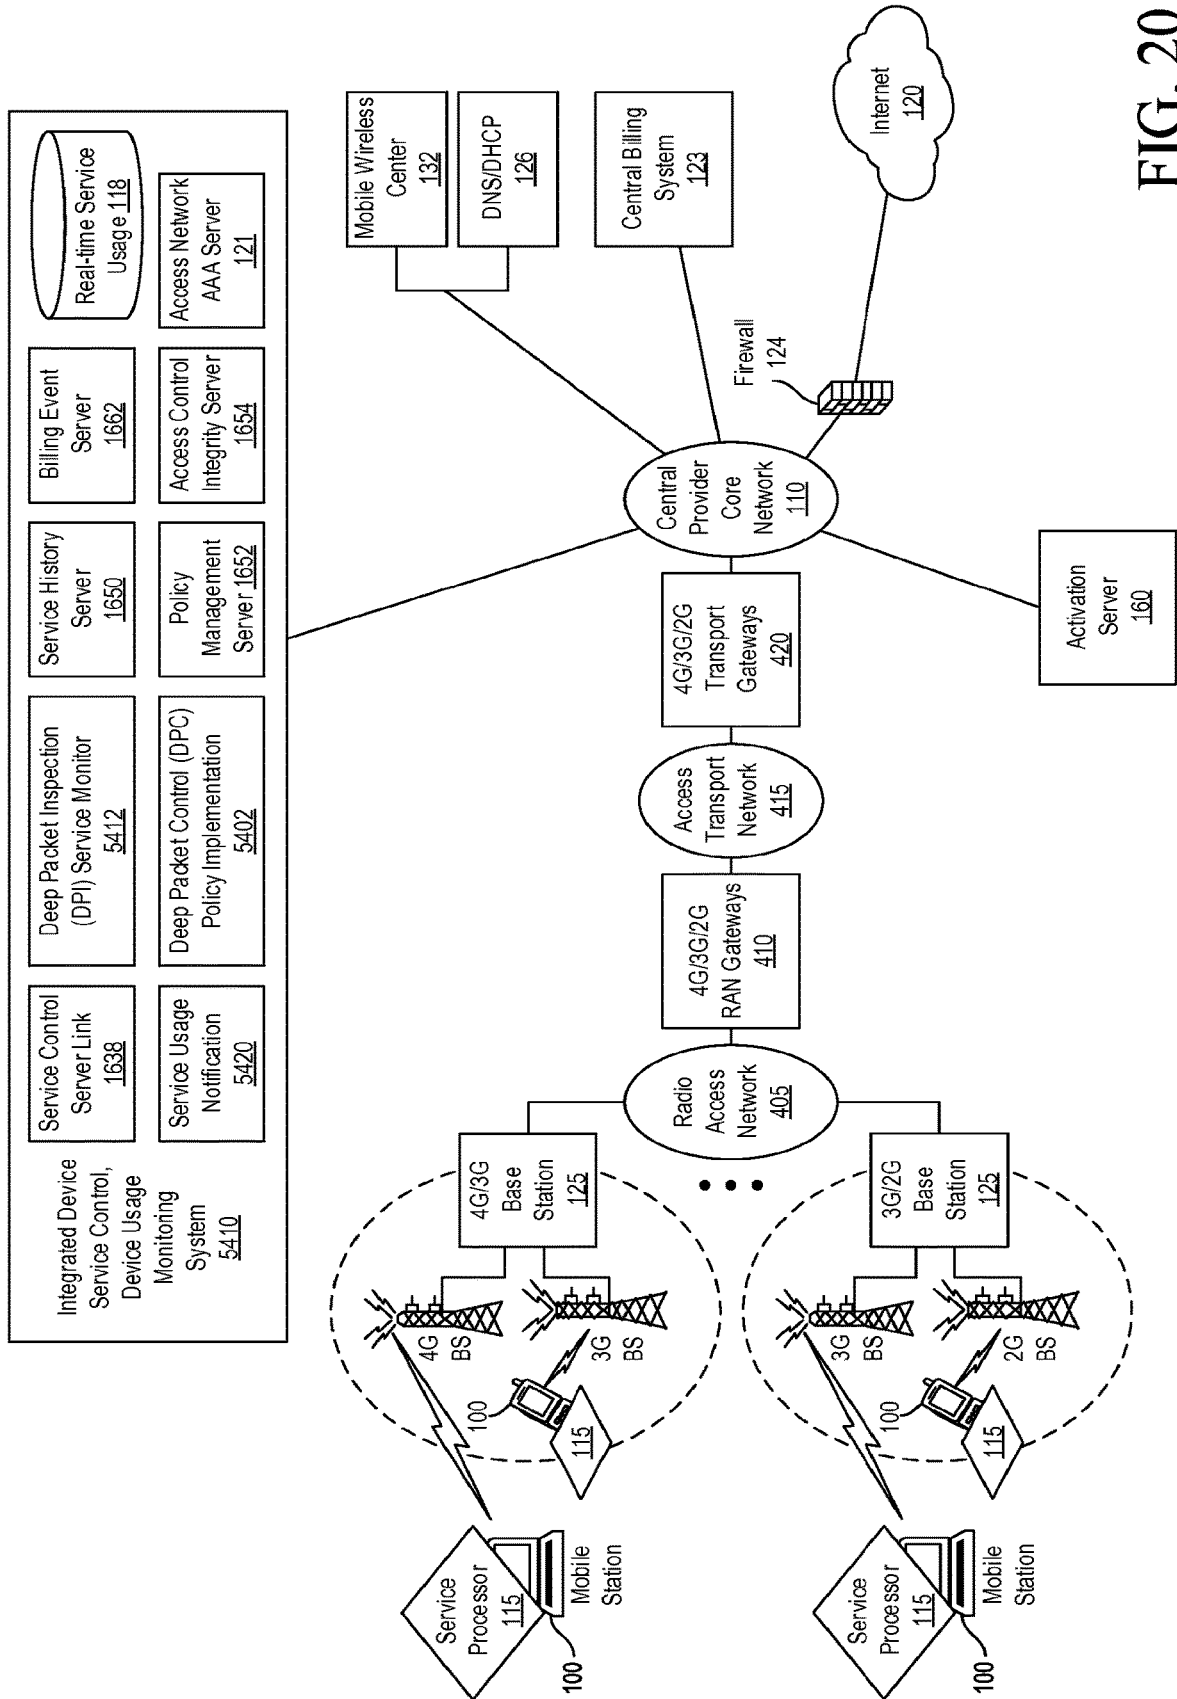 Integrated Device
Service Control,
Device Usage
Monitoring
System
5410
Service Control
Server Link
1638
Deep Packet Inspection
(DPI) Service Monitor
5412
Service History
Server
1650
Billing Event
Server
1662
Real-time Service
Usage 118
Service Usage
Notification
5420
Deep Packet Control (DPC)
Policy Implementation
5402
Policy
Management
Server 1652
Access Control
Integrity Server
1654
Access Network
AAA Server
121
Mobile Wireless
Center
132
DNS/DHCP
126
Central Billing
System
123
Service
Processor
115
100
Mobile
Station
100
115
4G
BS
3G
BS
4G/3G
Base
Station
125
Radio
Access
Network
405
4G/3G/2G
RAN Gateways
410
Access
Transport
Network
415
4G/3G/2G
Transport
Gateways
420
Central
Provider
Core
Network
110
Firewall
124
Internet
120
Service
Processor
115
100
Mobile
Station
100
115
3G
BS
2G
BS
3G/2G
Base
Station
125
Activation
Server
160
FIG. 20